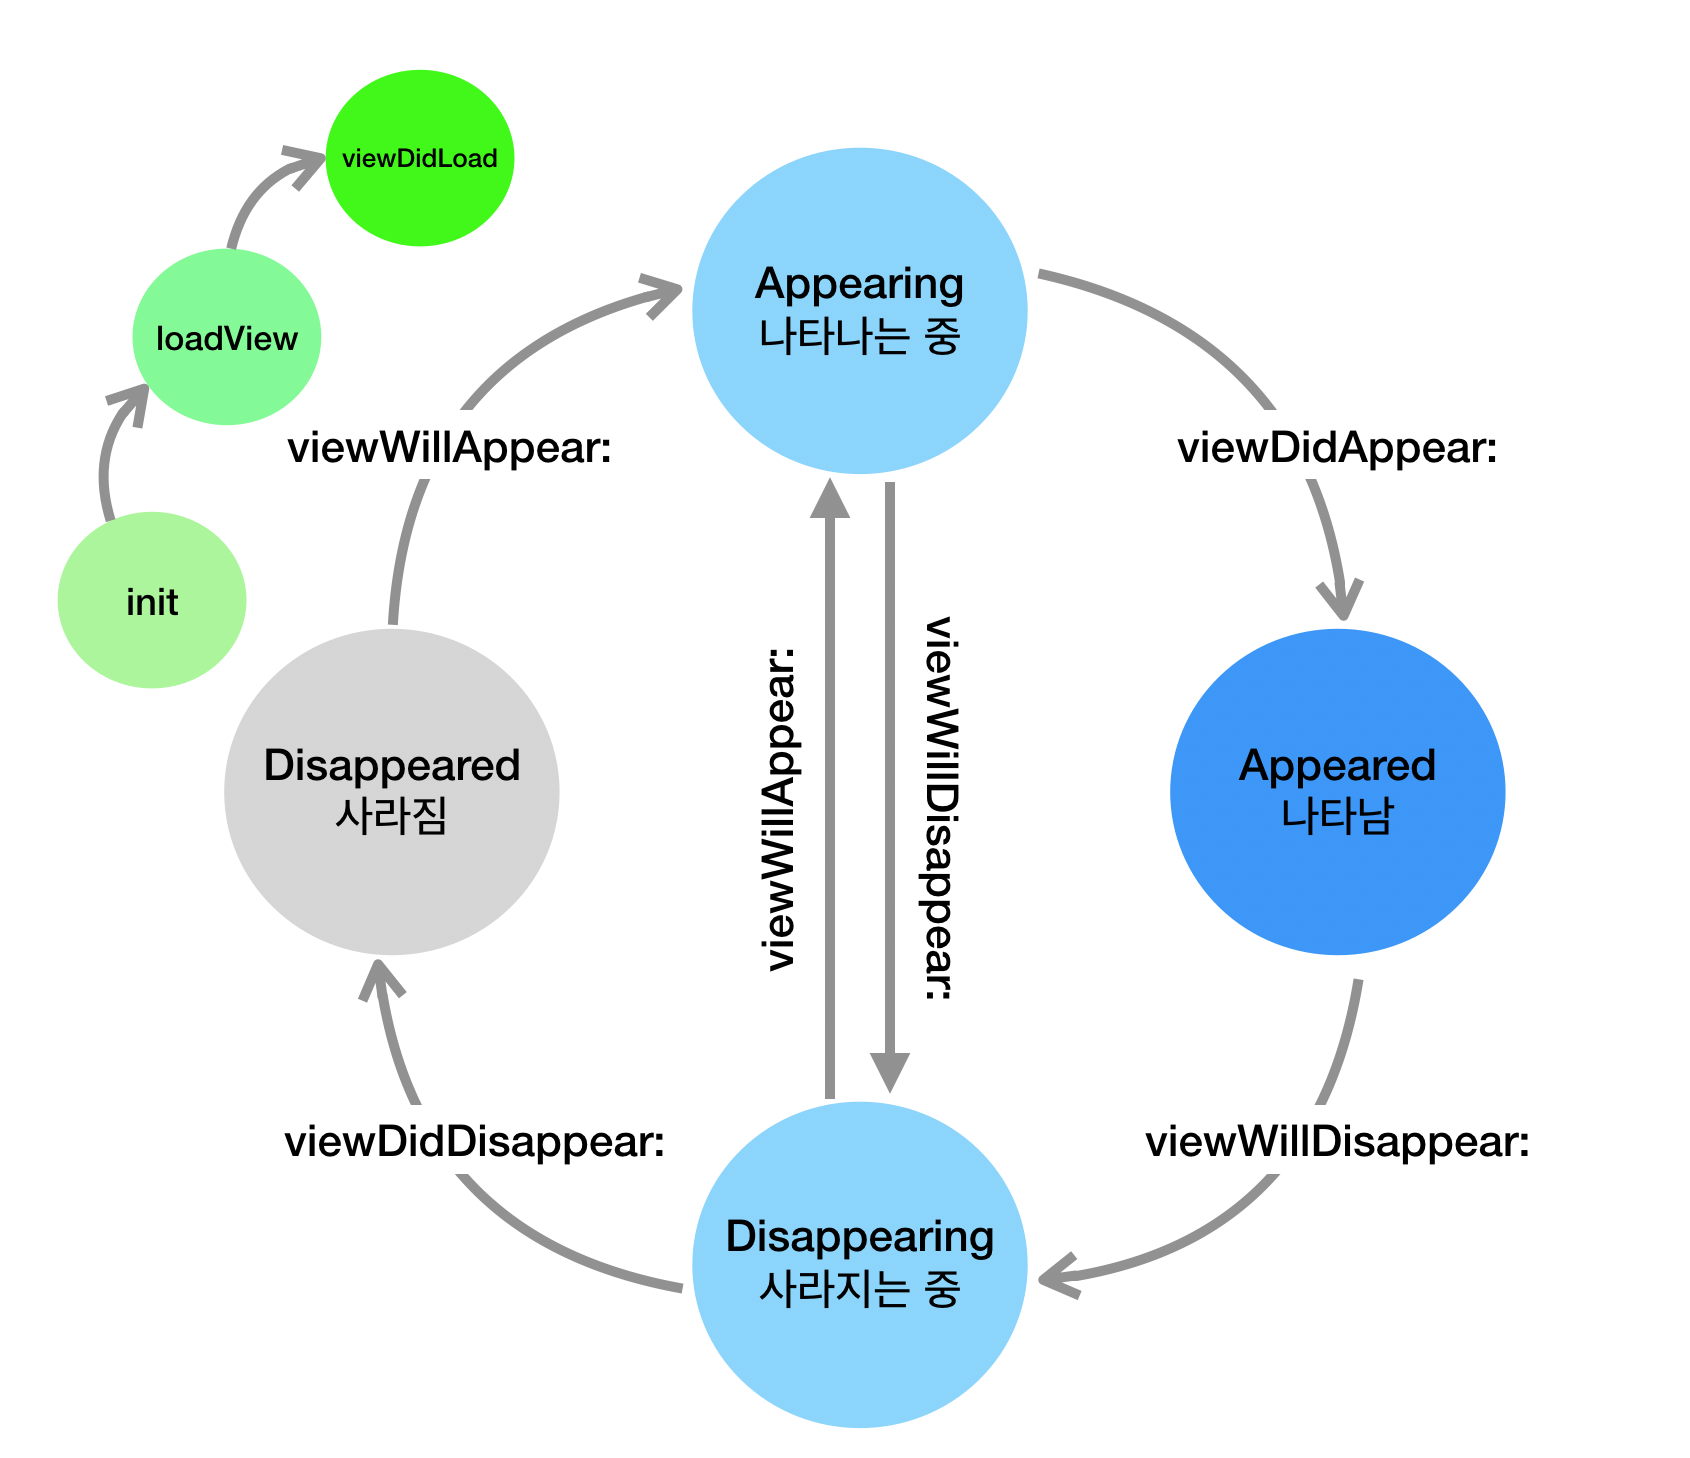 viewDidLoad
loadView
init
Appearing
나타나는 중
viewWillAppear:
viewDidAppear:
viewWillAppear:
viewWillDisappear:
Disappeared
사라짐
Appeared
나타남
viewDidDisappear:
viewWillDisappear:
Disappearing
사라지는 중